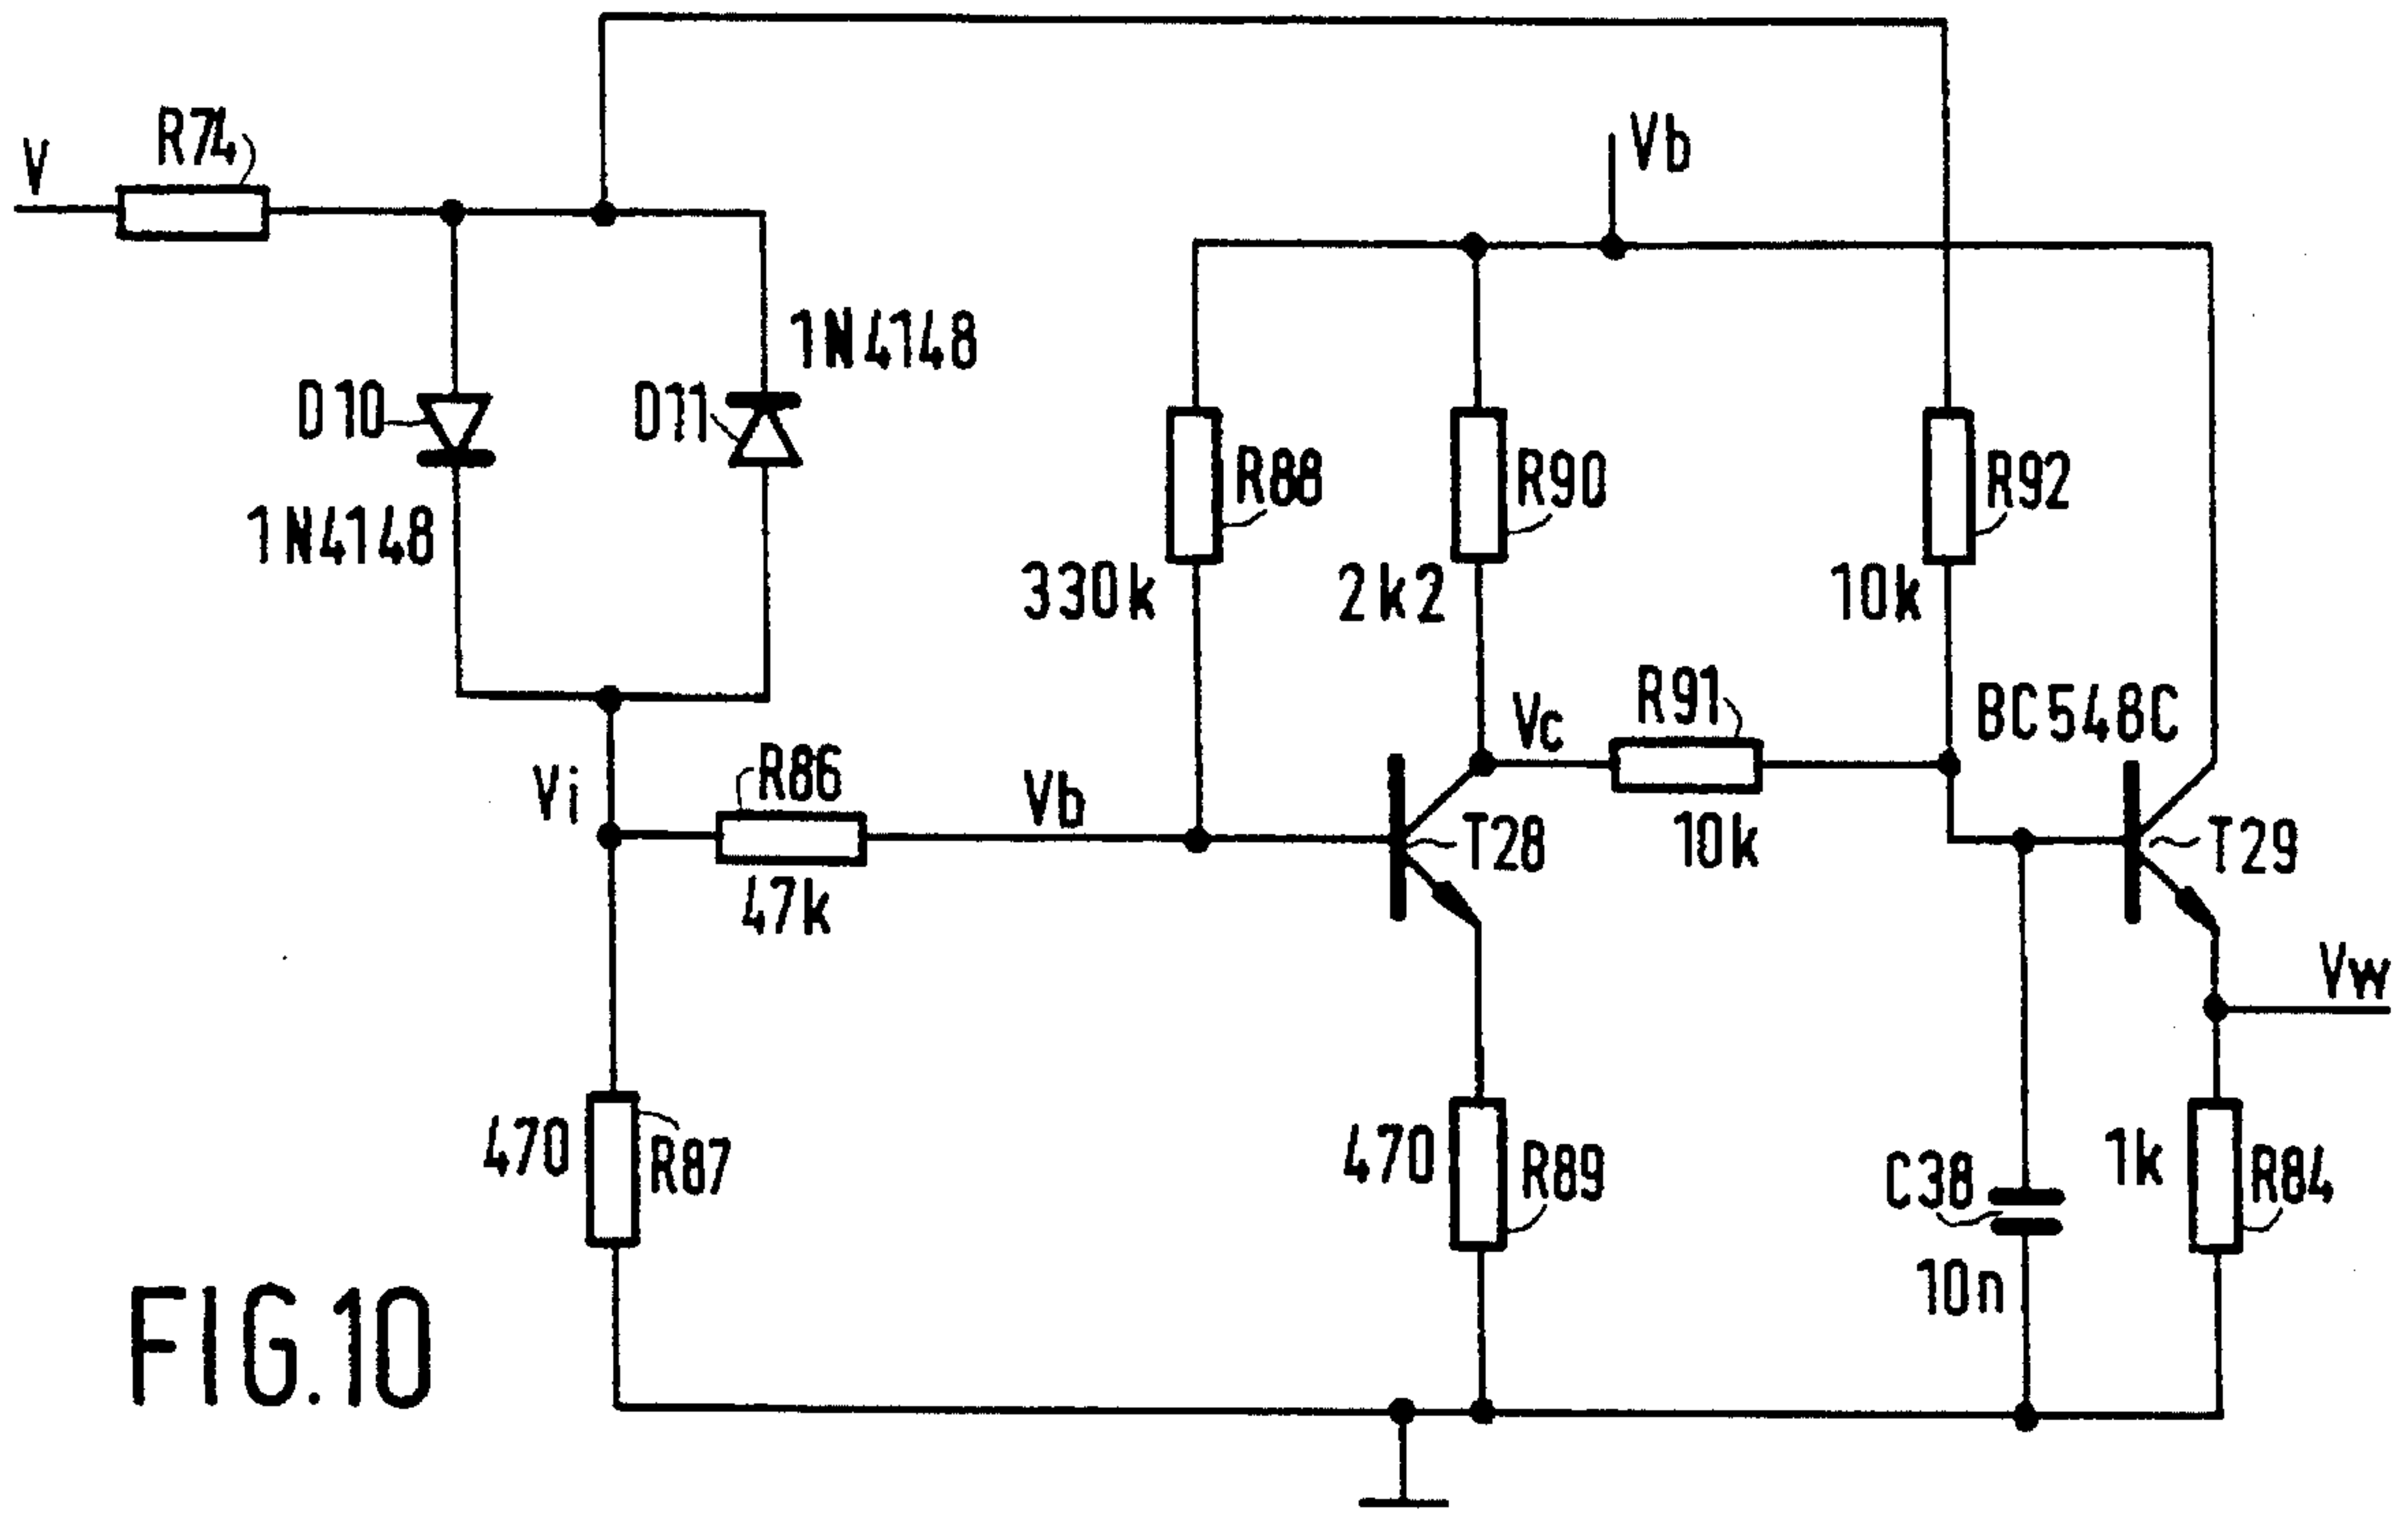 V
R74
Vb
1N4148
D10
D11
1N4148
R88
330k
R90
2k2
R92
10k
Vi
R86
47k
Vb
Vc
R91
10k
BC548C
T28
T29
Vw
470
R87
470
R89
C38
10n
1k
R84
FIG.10